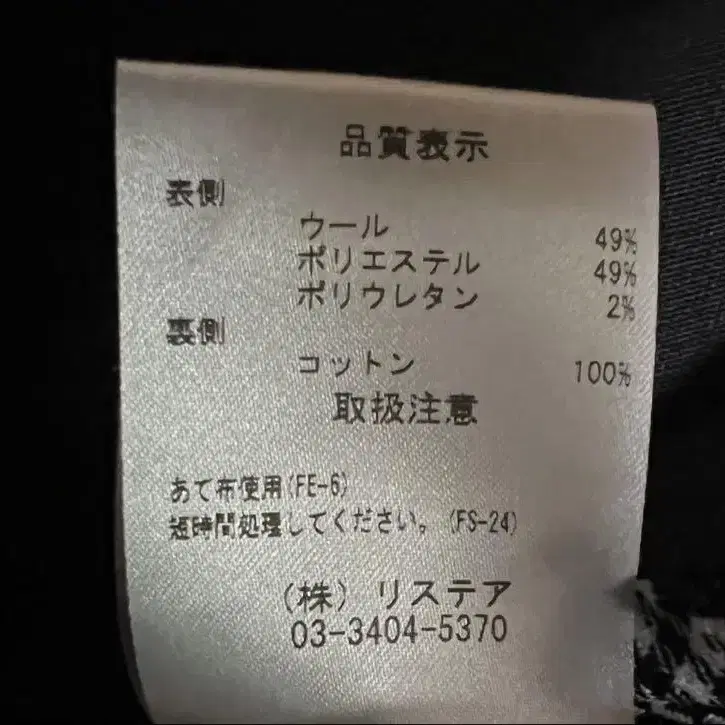 品質表示
表側
ウール 49%
ポリエステル 49%
ポリウレタン 2%
裏側
コットン 100%
取扱注意
あて布使用(FE-6)
短時間処理してください。(FS-24)
(株) リステア
03-3404-5370